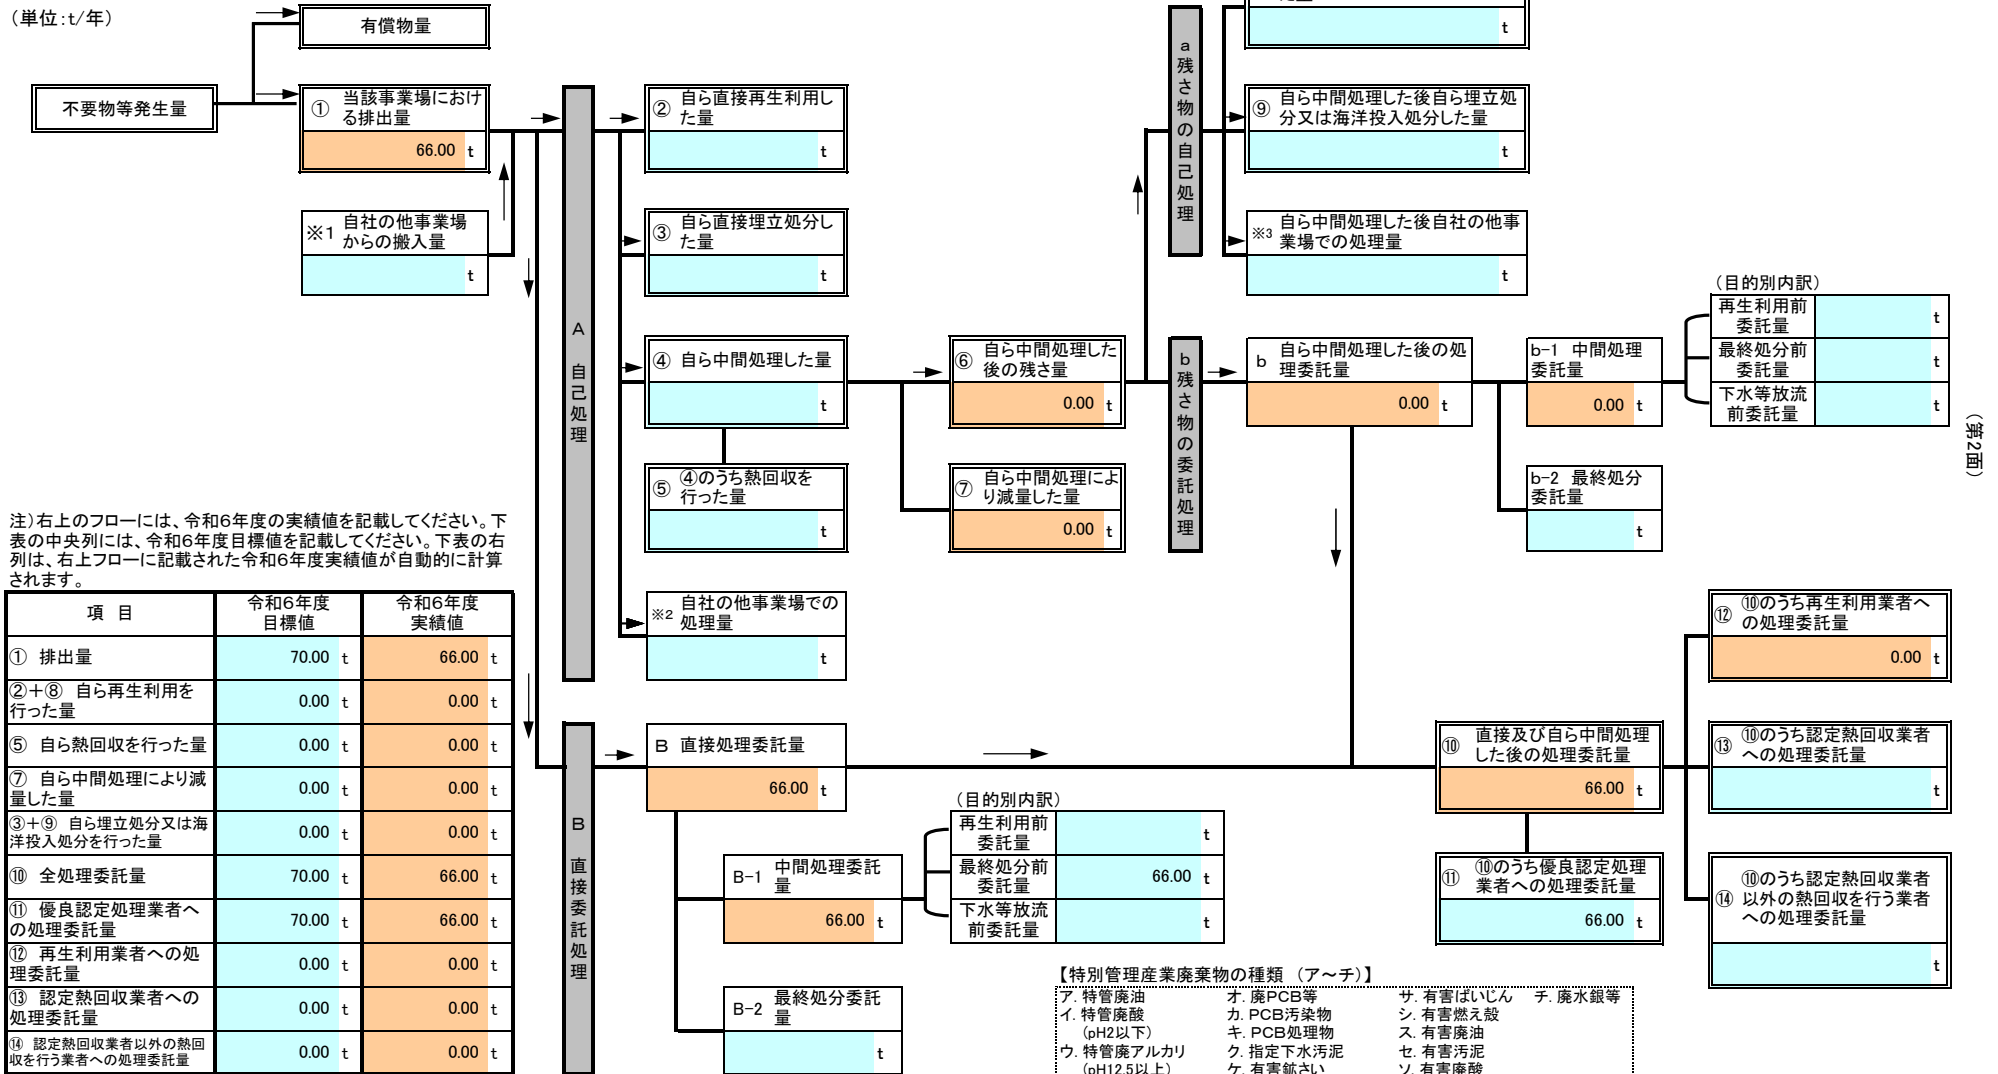 (単位:t/年)
有償物量
不要物等発生量
① 当該事業場におけ
る排出量
66.00 t
※1 自社の他事業場
からの搬入量
t
A 自己処理
② 自ら直接再生利用し
た量
t
③ 自ら直接埋立処分し
た量
t
④ 自ら中間処理した量
t
⑤ ④のうち熱回収を
行った量
t
※2 自社の他事業場での
処理量
t
⑥ 自ら中間処理した
後の残さ量
0.00 t
⑦ 自ら中間処理によ
り減量した量
0.00 t
a 残さ物の自己処理
t
⑨ 自ら中間処理した後自ら埋立処
分又は海洋投入処分した量
t
※3 自ら中間処理した後自社の他事
業場での処理量
t
b 残さ物の委託処理
b 自ら中間処理した後の処
理委託量
0.00 t
b-1 中間処理
委託量
0.00 t
b-2 最終処分
委託量
t
(目的別内訳)
再生利用前
委託量
t
最終処分前
委託量
t
下水等放流
前委託量
t
(第2面)
注)右上のフローには、令和6年度の実績値を記載してください。下
表の中央列には、令和6年度目標値を記載してください。下表の右
列は、右上フローに記載された令和6年度実績値が自動的に計算
されます。
項 目 令和6年度
目標値 令和6年度
実績値
① 排出量 70.00 t 66.00 t
②+⑧ 自ら再生利用を
行った量 0.00 t 0.00 t
⑤ 自ら熱回収を行った量 0.00 t 0.00 t
⑦ 自ら中間処理により減
量した量 0.00 t 0.00 t
③+⑨ 自ら埋立処分又は海
洋投入処分を行った量 0.00 t 0.00 t
⑩ 全処理委託量 70.00 t 66.00 t
⑪ 優良認定処理業者へ
の処理委託量 70.00 t 66.00 t
⑫ 再生利用業者への処
理委託量 0.00 t 0.00 t
⑬ 認定熱回収業者への
処理委託量 0.00 t 0.00 t
⑭ 認定熱回収業者以外の熱回
収を行う業者への処理委託量 0.00 t 0.00 t
B 直接委託処理
B 直接処理委託量
66.00 t
B-1 中間処理委託
量
66.00 t
B-2 最終処分委託
量
t
(目的別内訳)
再生利用前
委託量
t
最終処分前
委託量
66.00 t
下水等放流
前委託量
t
⑩ 直接及び自ら中間処理
した後の処理委託量
66.00 t
⑪ ⑩のうち優良認定処理
業者への処理委託量
66.00 t
⑫ ⑩のうち再生利用業者へ
の処理委託量
0.00 t
⑬ ⑩のうち認定熱回収業者
への処理委託量
t
⑭ ⑩のうち認定熱回収業者
以外の熱回収を行う業者
への処理委託量
t
【特別管理産業廃棄物の種類 (ア~チ)】
ア. 特管廃油 オ. 廃PCB等 サ. 有害ばいじん チ. 廃水銀等
イ. 特管廃酸 カ. PCB汚染物 シ. 有害燃え殻
(pH2以下) キ. PCB処理物 ス. 有害廃油
ウ. 特管廃アルカリ ク. 指定下水汚泥 セ. 有害汚泥
(pH12.5以上) ケ. 有害鉱さい ソ. 有害廃酸